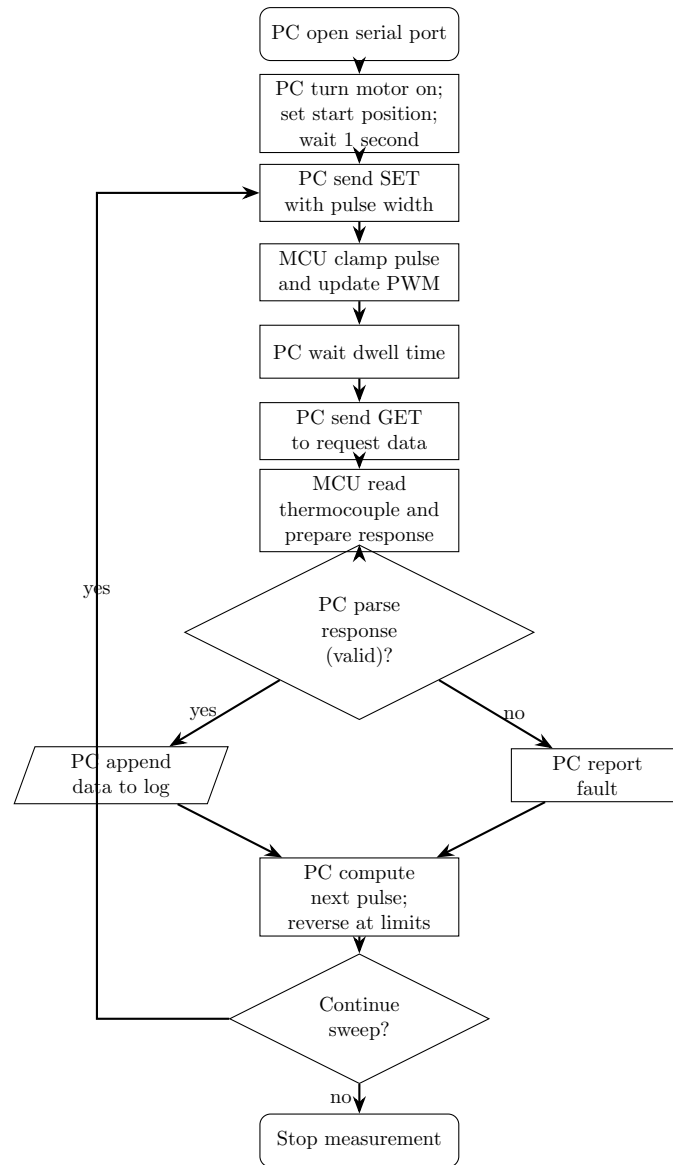 PC open serial port
PC turn motor on;
set start position;
wait 1 second
PC send SET
with pulse width
MCU clamp pulse
and update PWM
PC wait dwell time
PC send GET
to request data
MCU read
thermocouple and
prepare response
yes
PC parse
response
(valid)?
yes
no
PC append
data to log
PC report
fault
PC compute
next pulse;
reverse at limits
Continue
sweep?
no
Stop measurement